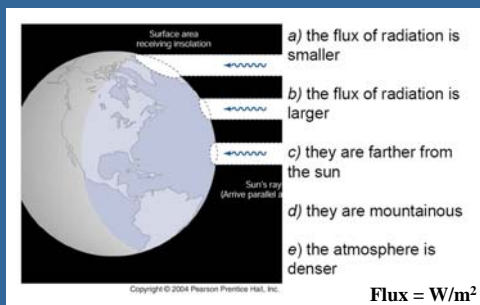 Surface area
receiving insolation
Sun's ray
(Arrive parallel a
Copyright © 2004 Pearson Prentice Hall, Inc.
a) the flux of radiation is
smaller
b) the flux of radiation is
larger
c) they are farther from
the sun
d) they are mountainous
e) the atmosphere is
denser
Flux = W/m²